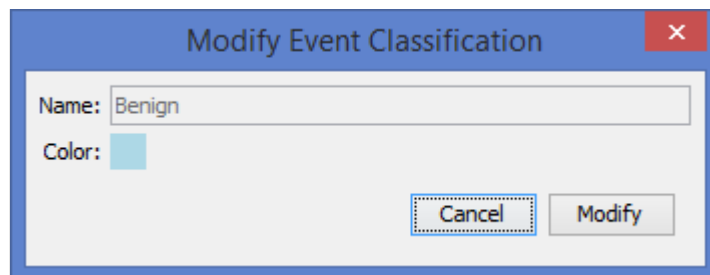 Modify Event Classification
Name: Benign
Color:
Cancel Modify